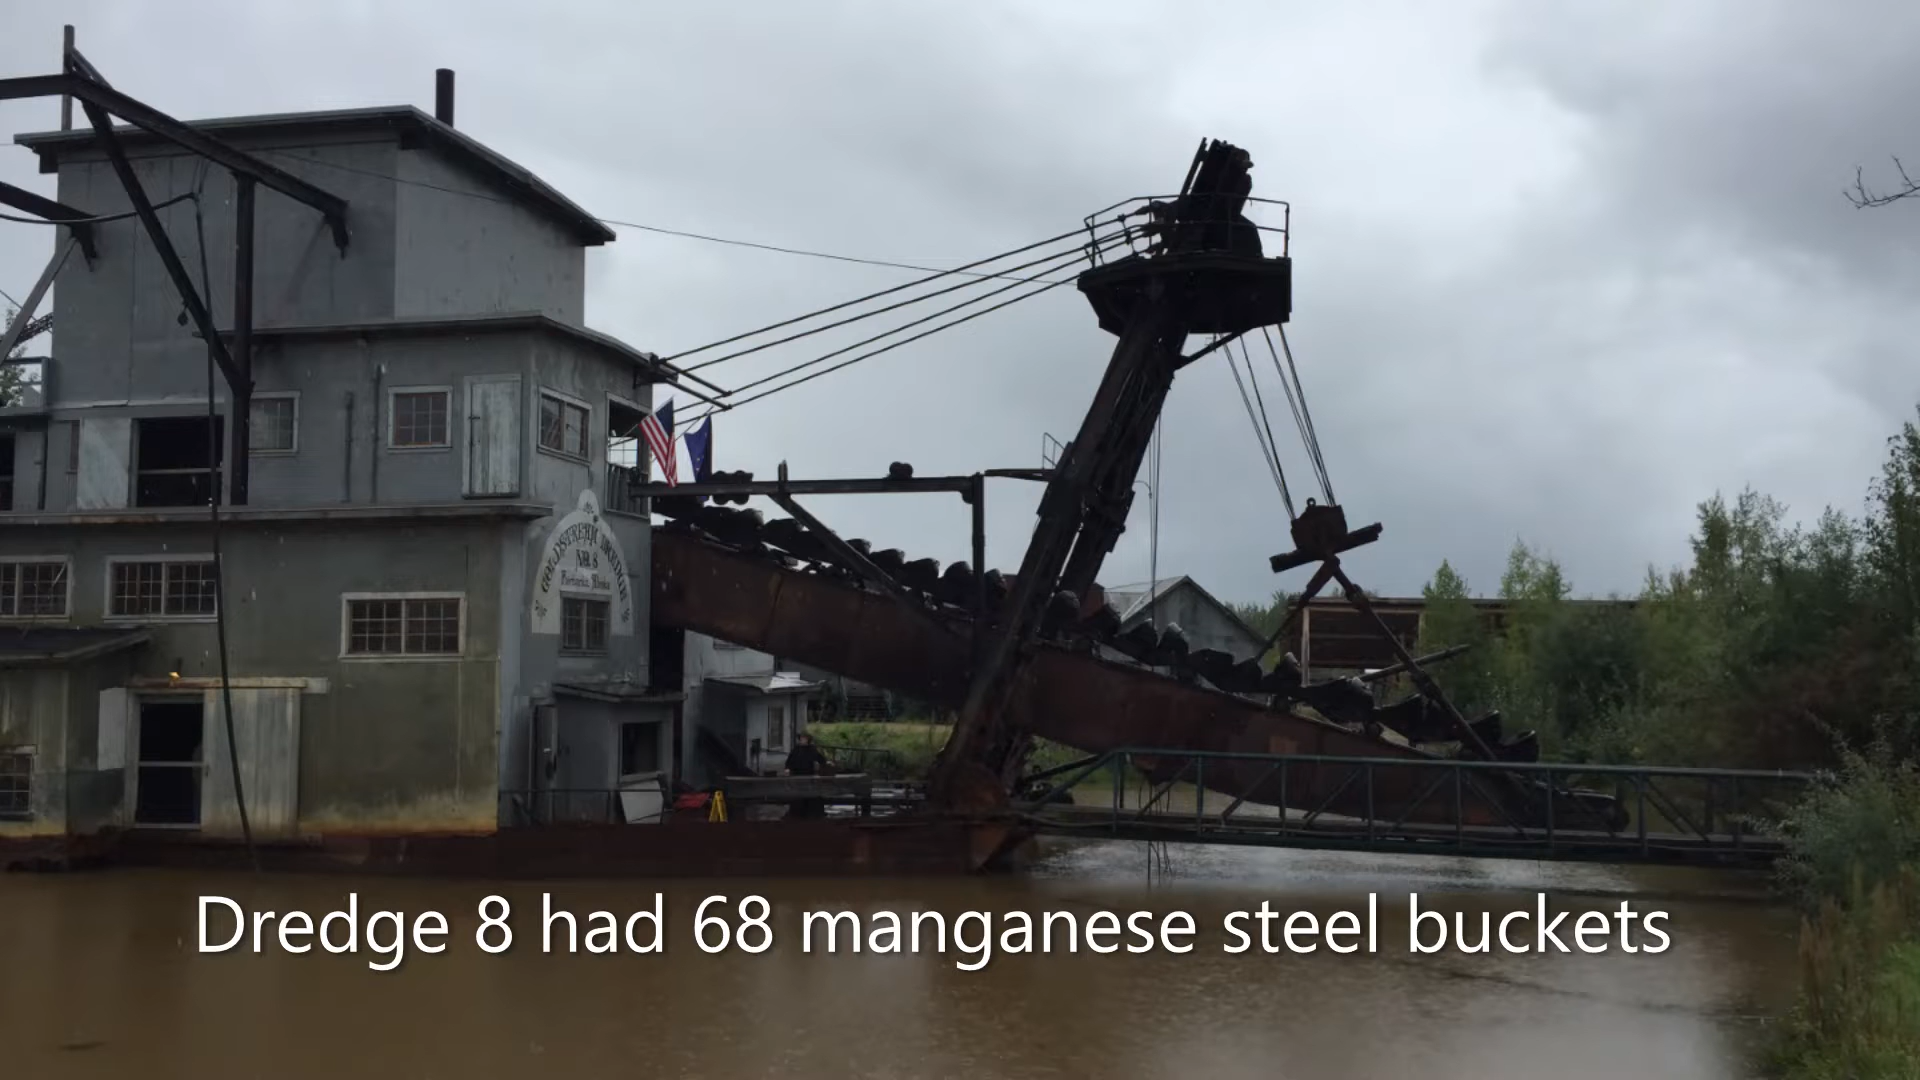 GOLDSTREAM DREDGE
NO. 8
Fairbanks, Alaska
Dredge 8 had 68 manganese steel buckets